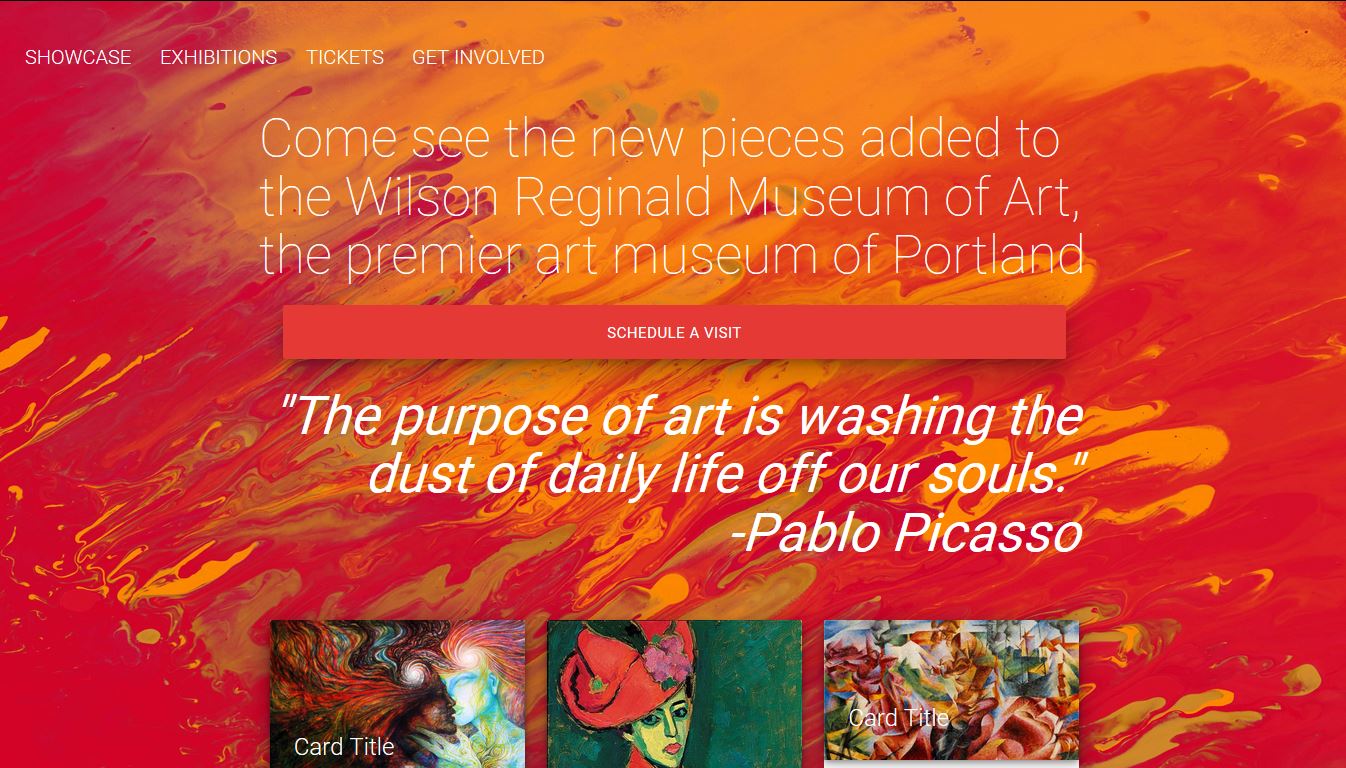 SHOWCASE EXHIBITIONS TICKETS GET INVOLVED
Come see the new pieces added to
the Wilson Reginald Museum of Art,
the premier art museum of Portland
SCHEDULE A VISIT
"The purpose of art is washing the
dust of daily life off our souls."
-Pablo Picasso
Card Title
Card Title